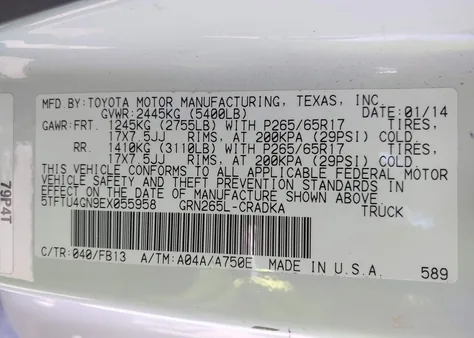 MFD BY: TOYOTA MOTOR MANUFACTURING, TEXAS, INC
GVWR: 2445KG (5400LB) DATE: 01/14
GAWR: FRT. 1245KG (2755LB) WITH P265/65R17 TIRES,
17X7.5JJ RIMS, AT 200KPA (29PSI) COLD
RR. 1410KG (3110LB) WITH P265/65R17 TIRES,
17X7.5JJ RIMS, AT 200KPA (29PSI) COLD.
THIS VEHICLE CONFORMS TO ALL APPLICABLE FEDERAL MOTOR
VEHICLE SAFETY AND THEFT PREVENTION STANDARDS IN
EFFECT ON THE DATE OF MANUFACTURE SHOWN ABOVE.
5TFTU4GN9EX055958 GRN265L-CRADKA TRUCK
C/TR: 040/FB13 A/TM: A04A/A750E MADE IN U.S.A. 589
79P4T